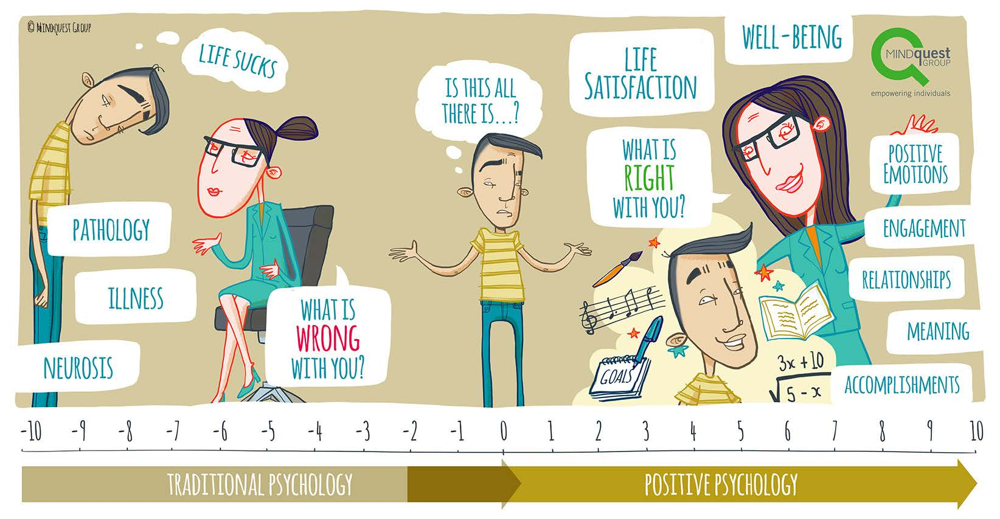 © MINDQUEST GROUP
LIFE SUCKS
PATHOLOGY
ILLNESS
NEUROSIS
WHAT IS
WRONG
WITH YOU?
IS THIS ALL
THERE IS...?
LIFE
SATISFACTION
WELL-BEING
MINDquest
GROUP
empowering individuals
WHAT IS
RIGHT
WITH YOU?
POSITIVE
EMOTIONS
ENGAGEMENT
RELATIONSHIPS
MEANING
ACCOMPLISHMENTS
GOALS
3x + 10
√5 - x
-10 -9 -8 -7 -6 -5 -4 -3 -2 -1 0 1 2 3 4 5 6 7 8 9 10
TRADITIONAL PSYCHOLOGY
POSITIVE PSYCHOLOGY